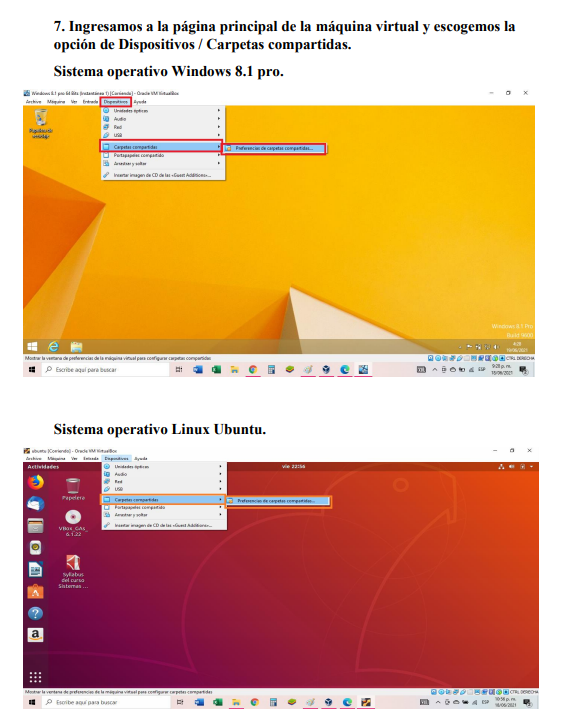 7. Ingresamos a la página principal de la máquina virtual y escogemos la
opción de Dispositivos / Carpetas compartidas.
Sistema operativo Windows 8.1 pro.
Windows 8.1 pro 64 Bits (Instantánea 1) [Corriendo] - Oracle VM VirtualBox
Archivo Máquina Ver Entrada Dispositivos Ayuda
Unidades ópticas
Audio
Red
USB
Carpetas compartidas
Preferencias de carpetas compartidas...
Portapapeles compartido
Arrastrar y soltar
Insertar imagen de CD de las «Guest Additions»...
Papelera de
reciclaje
Windows 8.1 Pro
Build 9600
Mostrar la ventana de preferencias de la máquina virtual para configurar carpetas compartidas
CTRL DERECHA
Escribe aquí para buscar
ESP
9:20 p. m.
18/06/2021
Sistema operativo Linux Ubuntu.
ubuntu [Corriendo] - Oracle VM VirtualBox
Archivo Máquina Ver Entrada Dispositivos Ayuda
Actividades
vie 22:56
Unidades ópticas
Audio
Red
USB
Carpetas compartidas
Preferencias de carpetas compartidas...
Portapapeles compartido
Arrastrar y soltar
Insertar imagen de CD de las «Guest Additions»...
Papelera
VBox_GAs_
6.1.22
Syllabus
del curso
Sistemas ...
Mostrar la ventana de preferencias de la máquina virtual para configurar carpetas compartidas
CTRL DERECHA
Escribe aquí para buscar
ESP
10:56 p. m.
18/06/2021